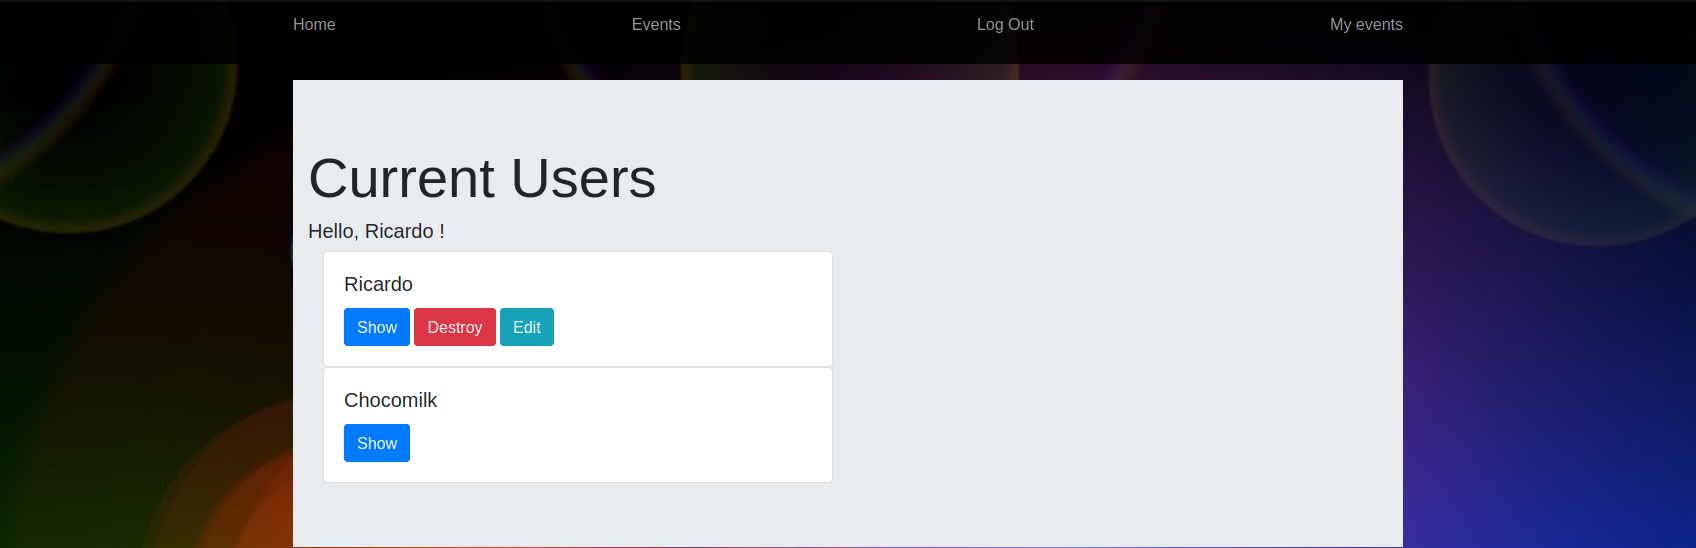 Home Events Log Out My events
Current Users
Hello, Ricardo !
Ricardo
Show Destroy Edit
Chocomilk
Show